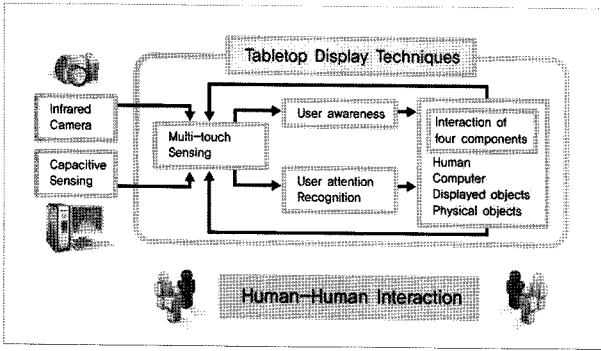 Tabletop Display Techniques
Infrared
Camera
Capacitive
Sensing
Multi-touch
Sensing
User awareness
User attention
Recognition
Interaction of
four components
Human
Computer
Displayed objects
Physical objects
Human-Human Interaction